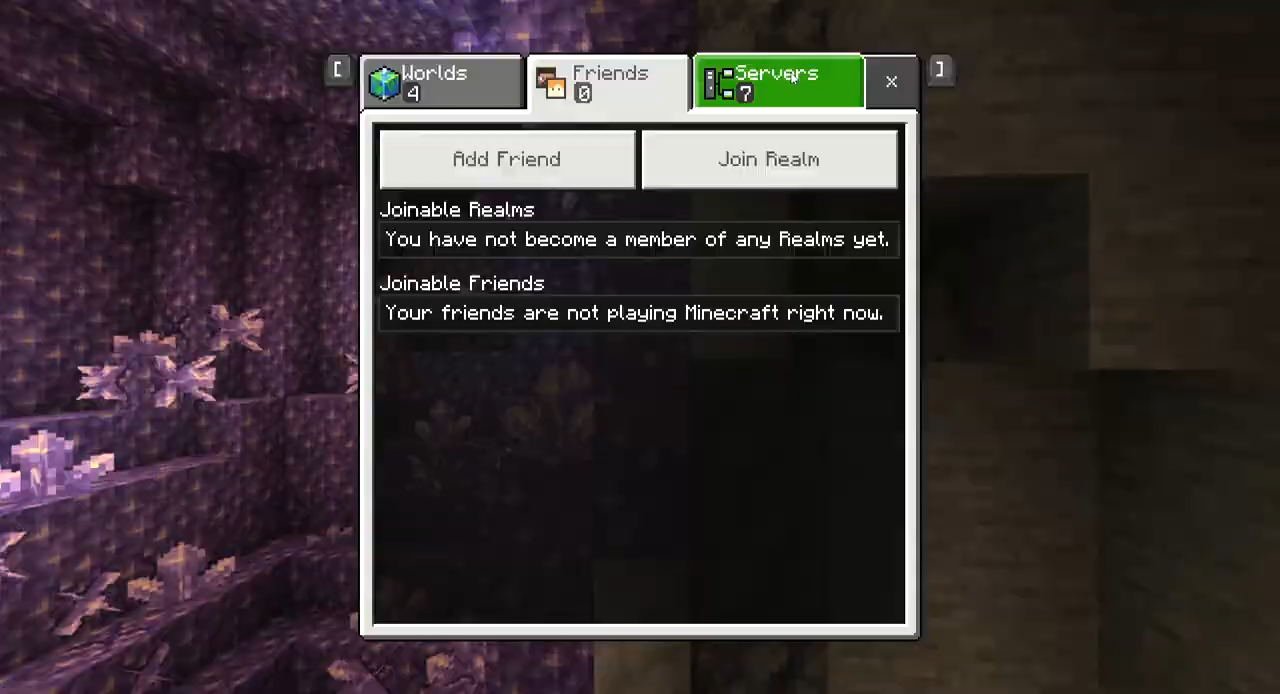 [
Worlds
4
Friends
0
Servers
7
]
Add Friend
Join Realm
Joinable Realms
You have not become a member of any Realms yet.
Joinable Friends
Your friends are not playing Minecraft right now.